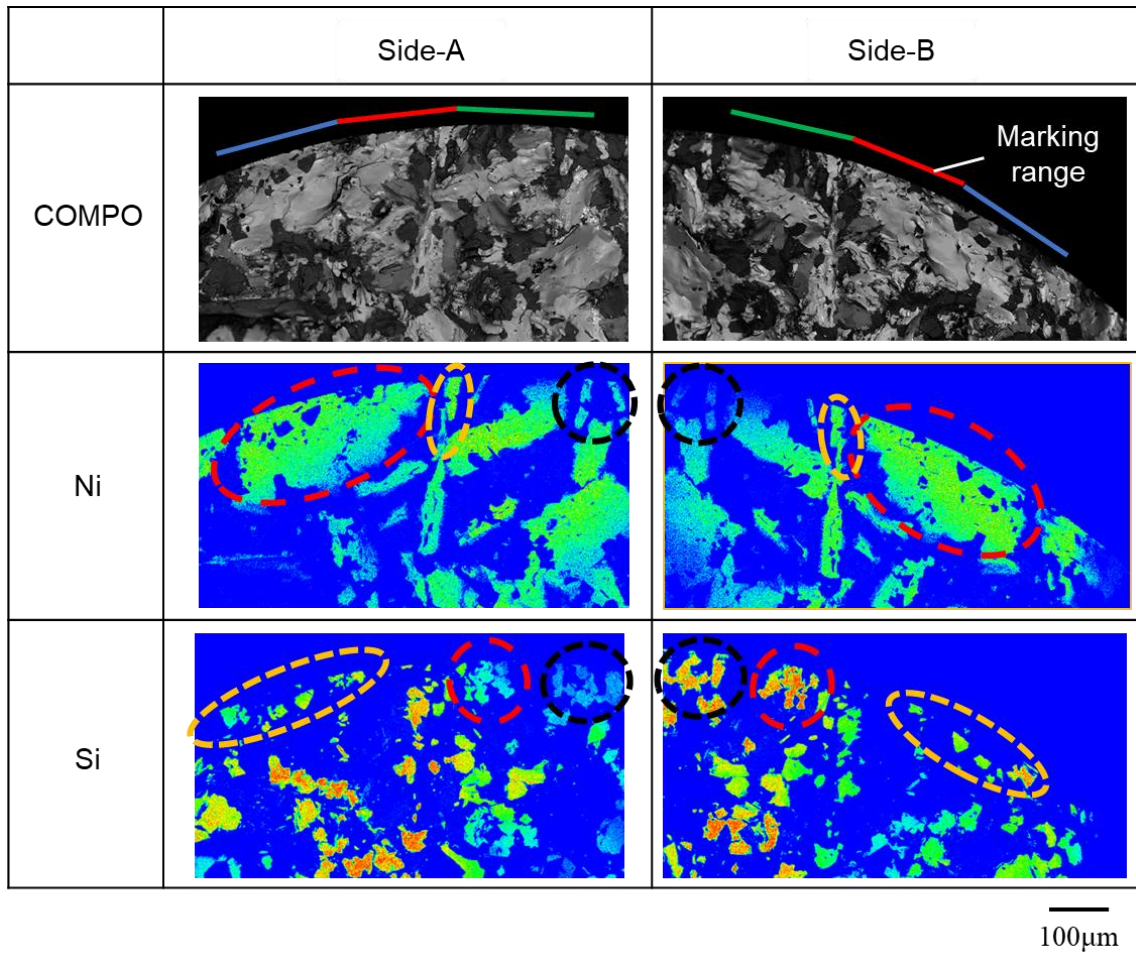 Side-A
Side-B
COMPO
Marking
range
Ni
Si
100μm